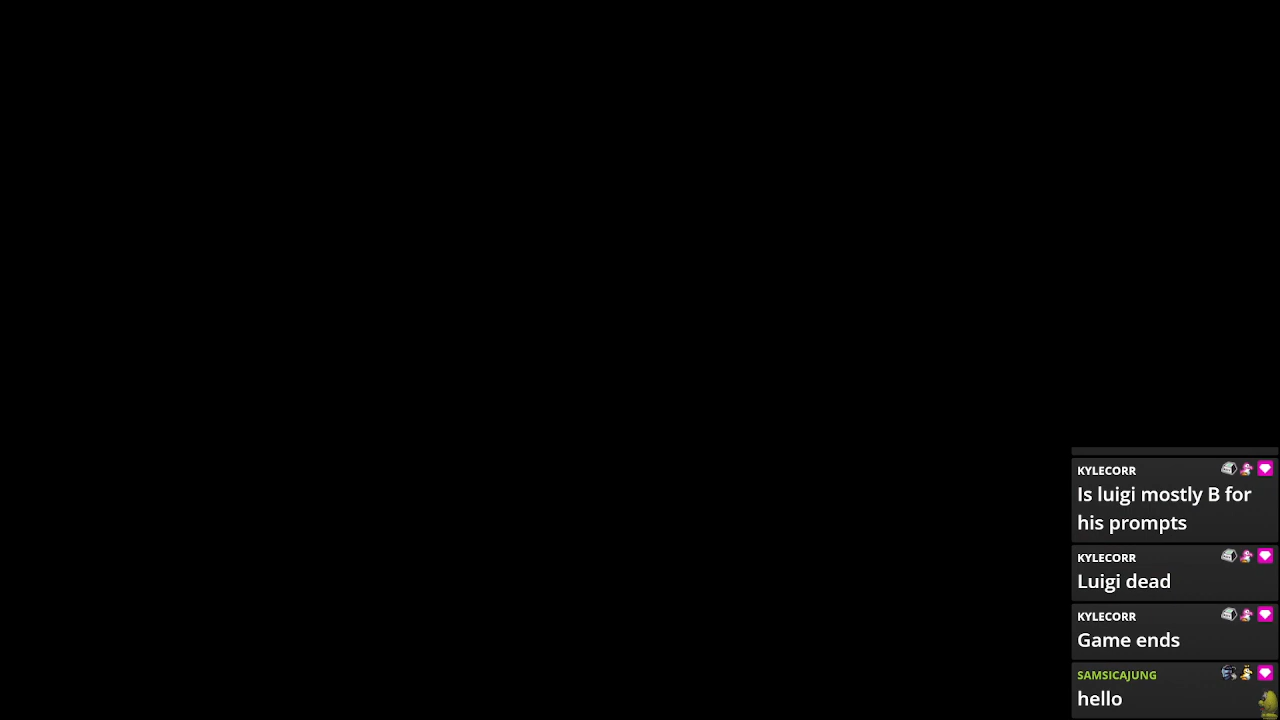 KYLECORR
Is luigi mostly B for
his prompts
KYLECORR
Luigi dead
KYLECORR
Game ends
SAMSICAJUNG
hello